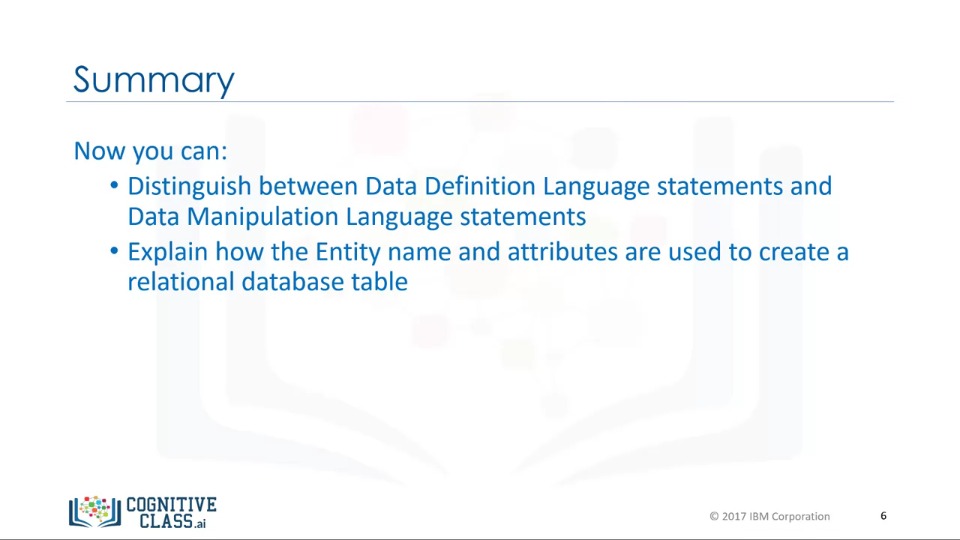 Summary
Now you can:
• Distinguish between Data Definition Language statements and
Data Manipulation Language statements
• Explain how the Entity name and attributes are used to create a
relational database table
COGNITIVE
CLASS.ai
© 2017 IBM Corporation
6